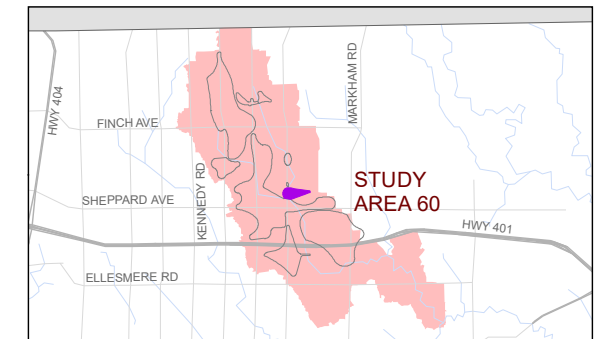 HWY 404
MARKHAM RD
FINCH AVE
KENNEDY RD
STUDY
AREA 60
SHEPPARD AVE
HWY 401
ELLESMERE RD